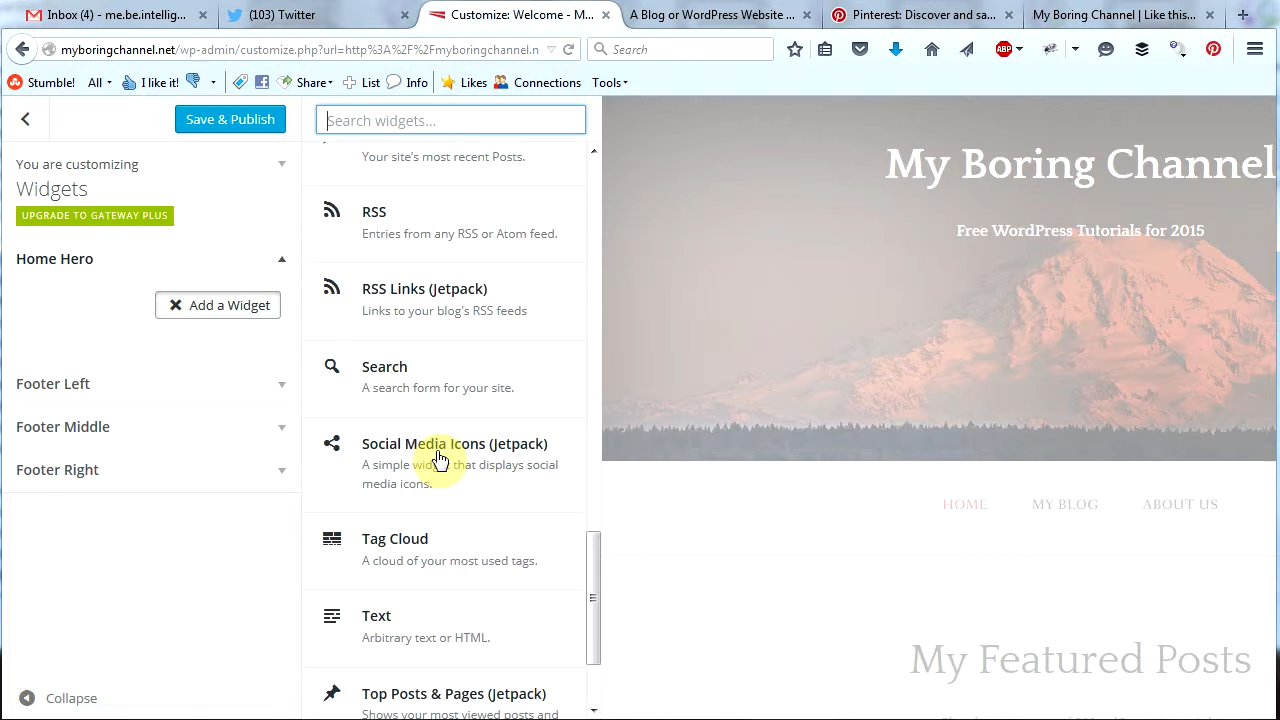 Inbox (4) - me.be.intellig...
(103) Twitter
Customize: Welcome - M...
A Blog or WordPress Website ...
Pinterest: Discover and sa...
My Boring Channel | Like this...
myboringchannel.net/wp-admin/customize.php?url=http%3A%2F%2Fmyboringchannel.n
Search
ABP
Stumble!
All
I like it!
Share
List
Info
Likes
Connections
Tools
Save & Publish
Search widgets...
You are customizing
Widgets
UPGRADE TO GATEWAY PLUS
Home Hero
Add a Widget
Footer Left
Footer Middle
Footer Right
Collapse
Your site's most recent Posts.
RSS
Entries from any RSS or Atom feed.
RSS Links (Jetpack)
Links to your blog's RSS feeds
Search
A search form for your site.
Social Media Icons (Jetpack)
A simple widget that displays social
media icons.
Tag Cloud
A cloud of your most used tags.
Text
Arbitrary text or HTML.
Top Posts & Pages (Jetpack)
Shows your most viewed posts and
My Boring Channel
Free WordPress Tutorials for 2015
HOME
MY BLOG
ABOUT US
My Featured Posts